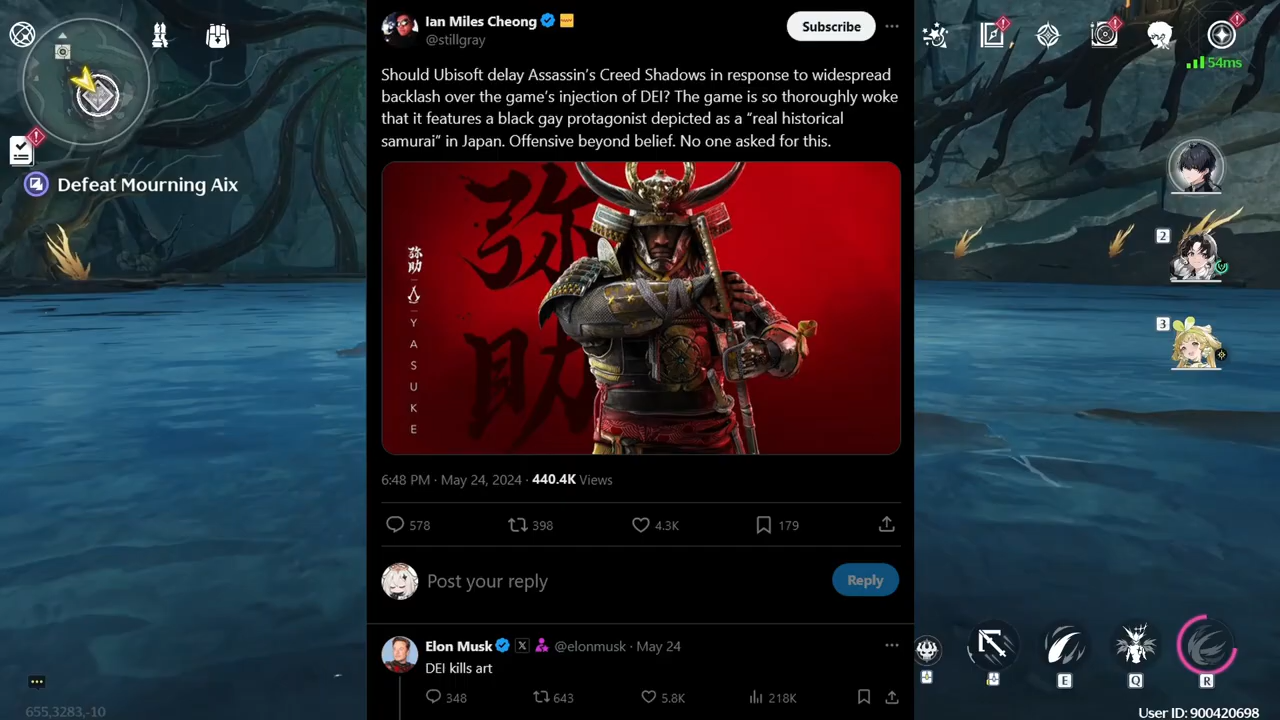 Ian Miles Cheong
@stillgray
Subscribe
Should Ubisoft delay Assassin's Creed Shadows in response to widespread
backlash over the game's injection of DEI? The game is so thoroughly woke
that it features a black gay protagonist depicted as a “real historical
samurai” in Japan. Offensive beyond belief. No one asked for this.
弥助
弥助
YASUKE
6:48 PM · May 24, 2024 · 440.4K Views
578
398
4.3K
179
Post your reply
Reply
Elon Musk X @elonmusk · May 24
DEI kills art
348
643
5.8K
218K
Defeat Mourning Aix
54ms
2
3
E
Q
R
655,3283,-10
User ID: 900420698